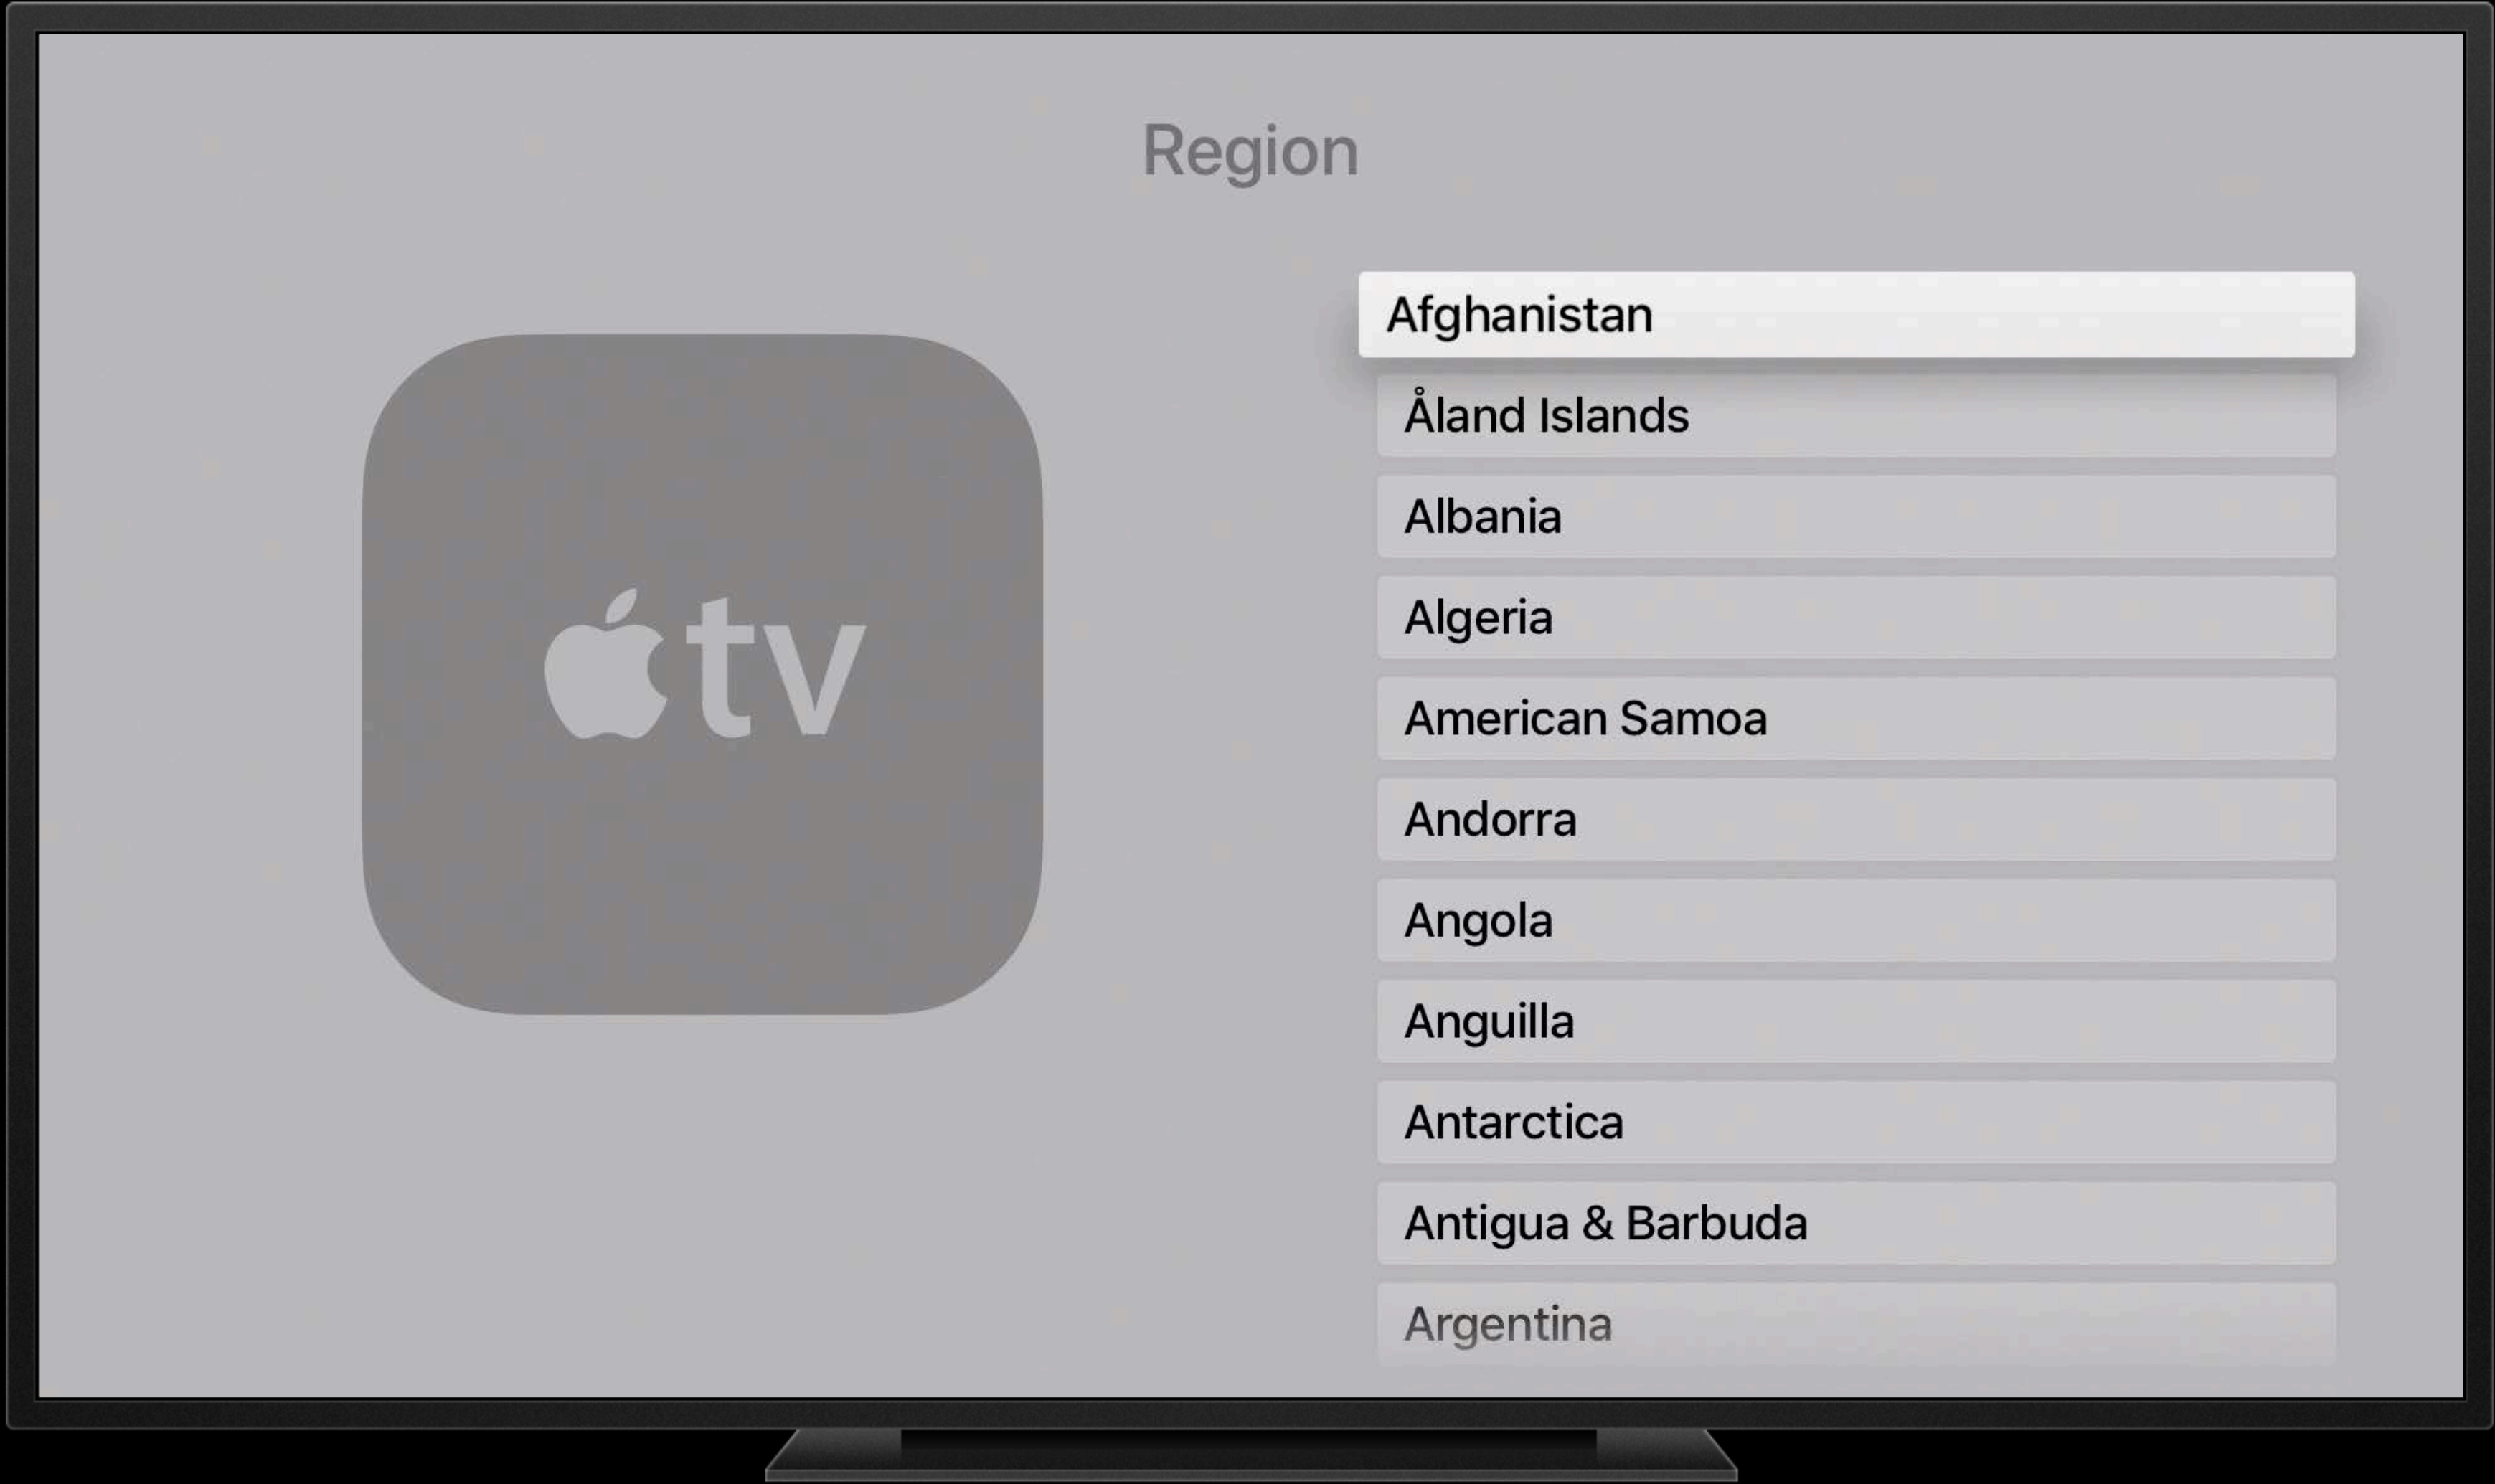 Region
tv
Afghanistan
Åland Islands
Albania
Algeria
American Samoa
Andorra
Angola
Anguilla
Antarctica
Antigua & Barbuda
Argentina